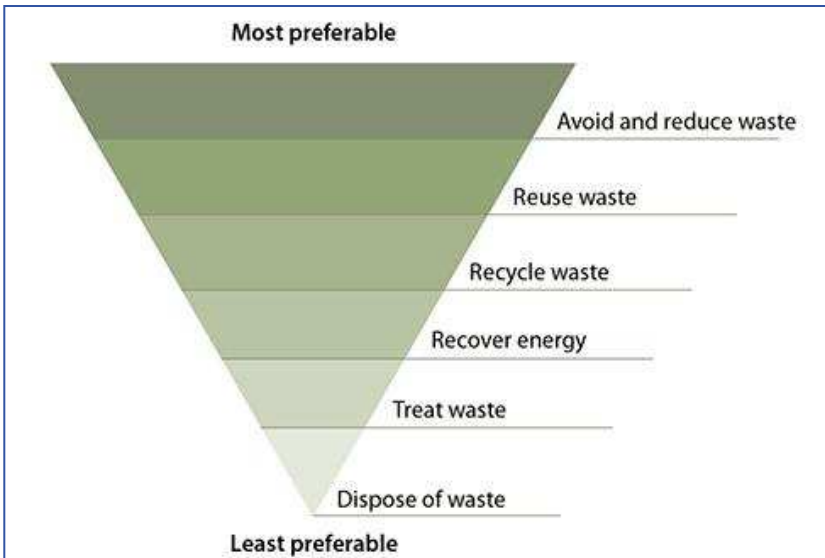 Most preferable
Avoid and reduce waste
Reuse waste
Recycle waste
Recover energy
Treat waste
Dispose of waste
Least preferable